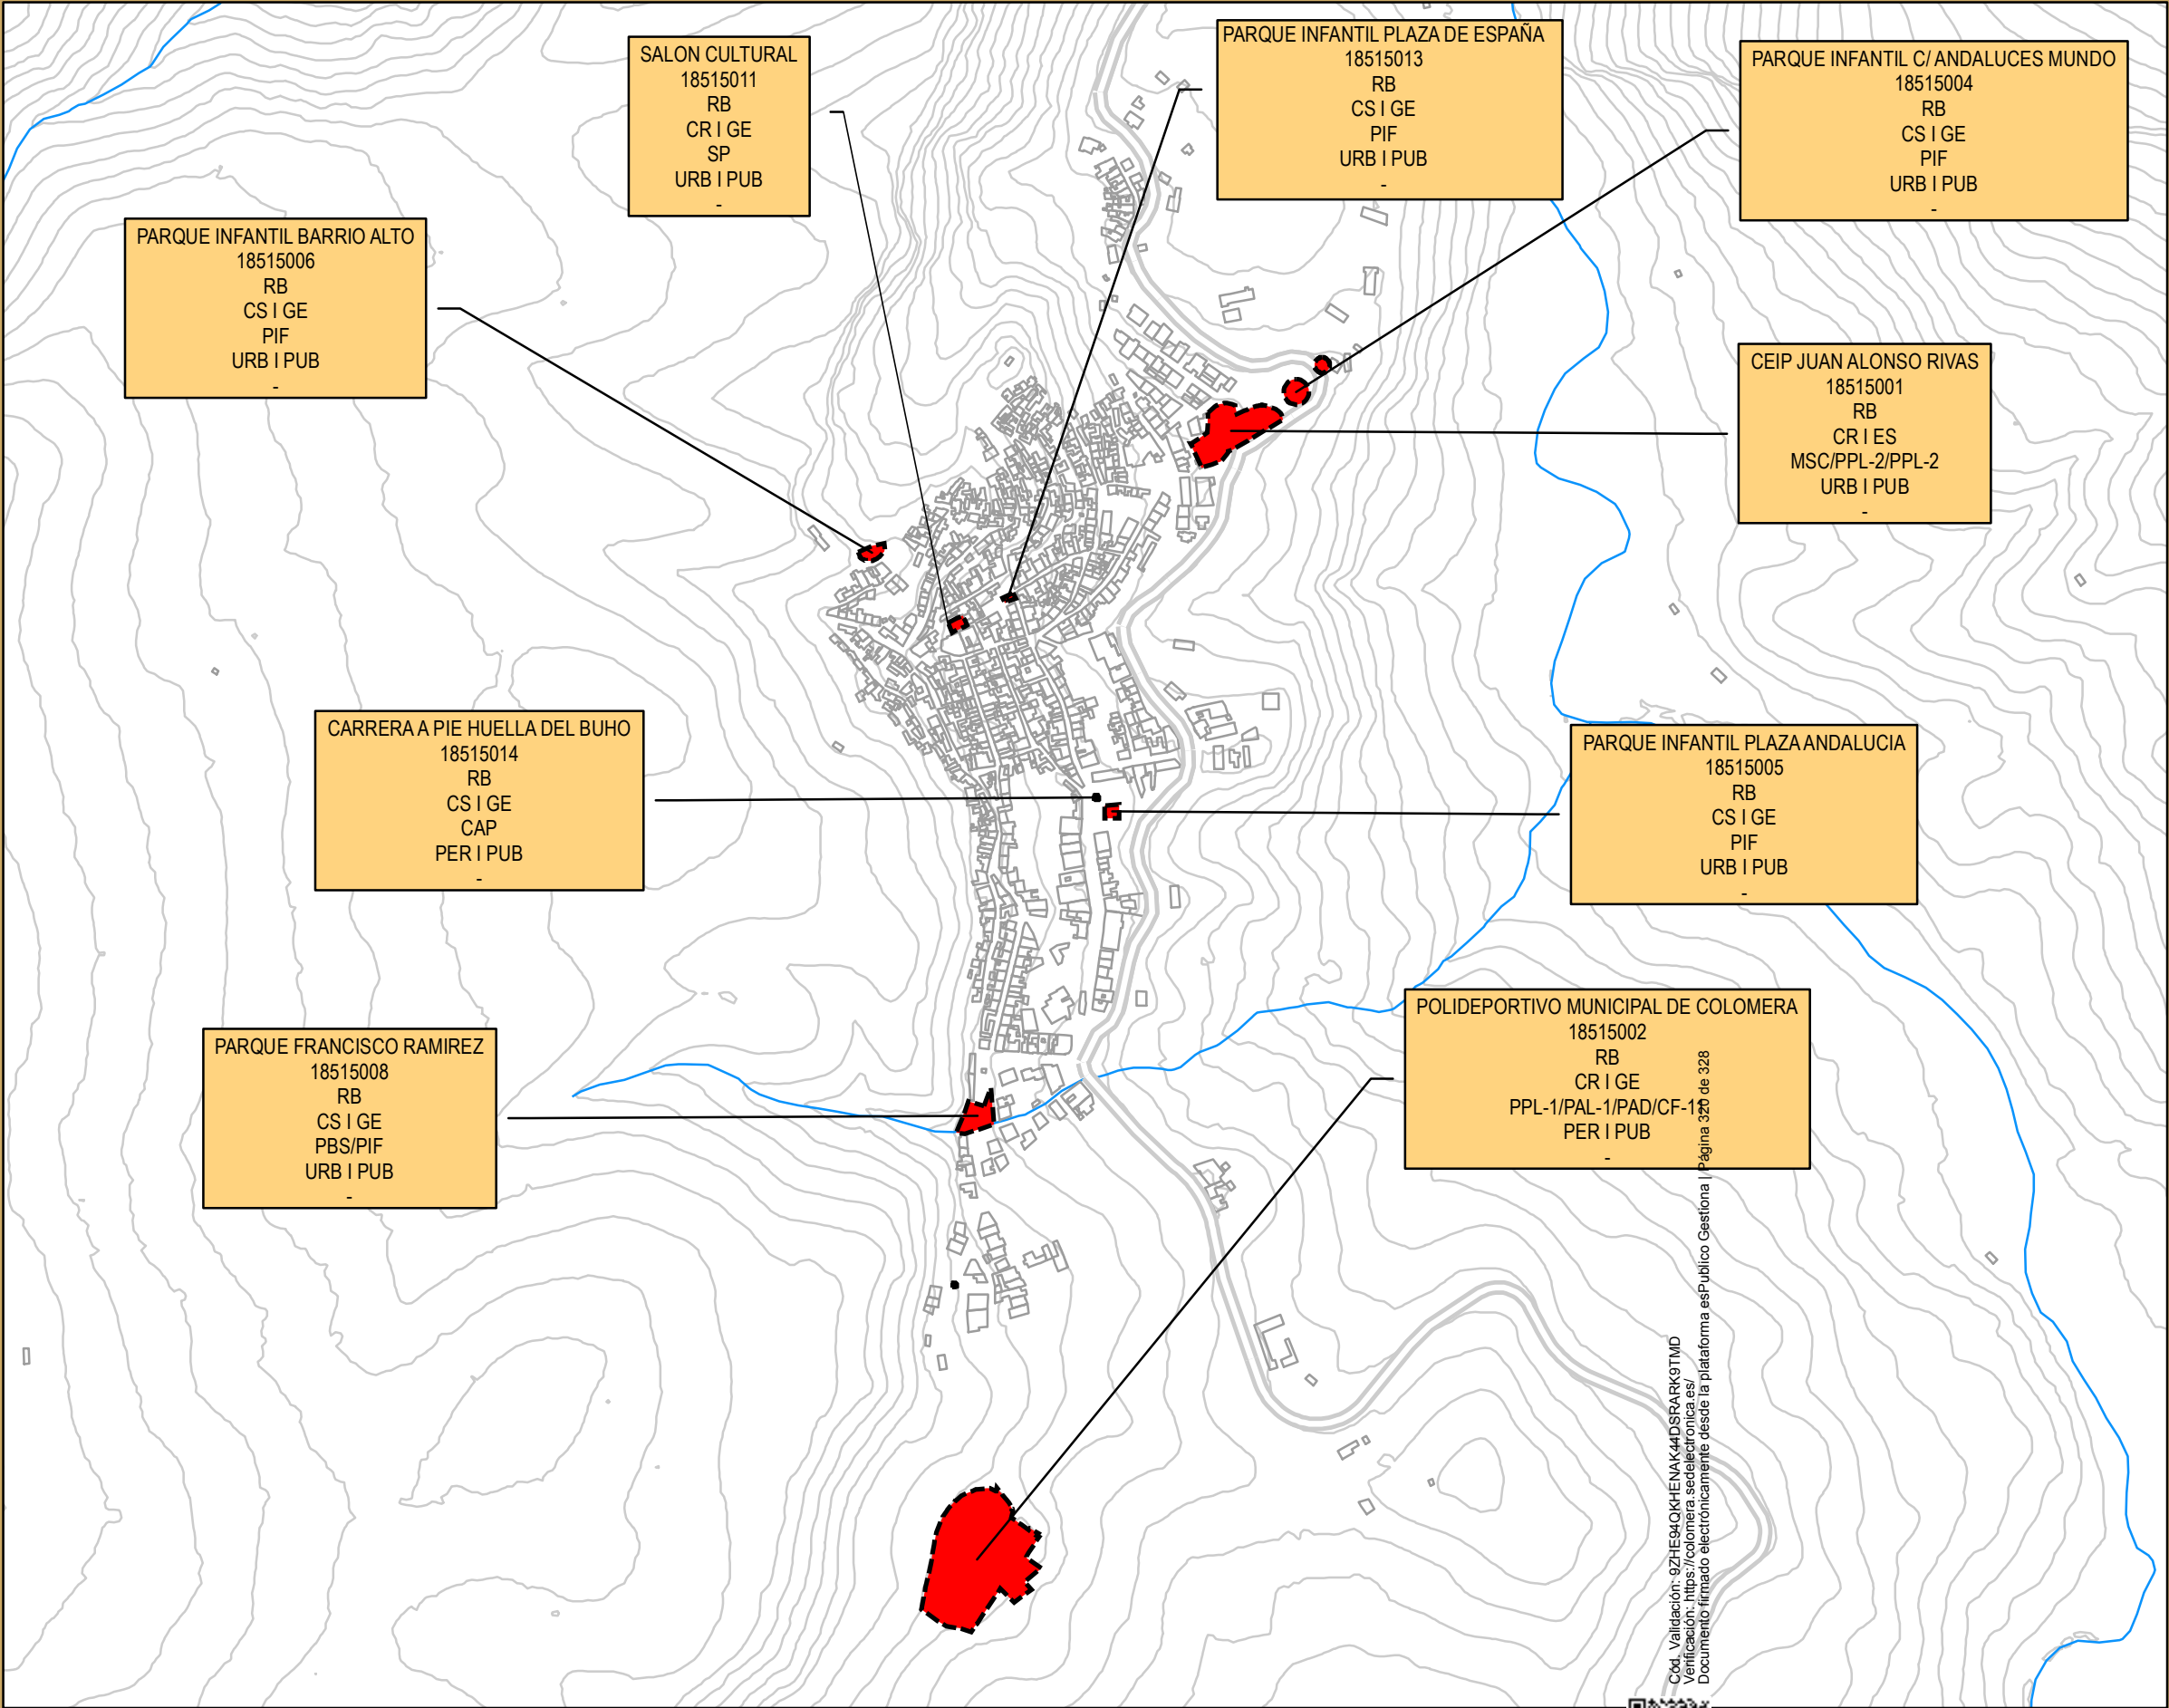 SALON CULTURAL
18515011
RB
CR I GE
SP
URB I PUB
-
PARQUE INFANTIL PLAZA DE ESPAÑA
18515013
RB
CS I GE
PIF
URB I PUB
-
PARQUE INFANTIL C/ ANDALUCES MUNDO
18515004
RB
CS I GE
PIF
URB I PUB
-
PARQUE INFANTIL BARRIO ALTO
18515006
RB
CS I GE
PIF
URB I PUB
-
CEIP JUAN ALONSO RIVAS
18515001
RB
CR I ES
MSC/PPL-2/PPL-2
URB I PUB
-
CARRERA A PIE HUELLA DEL BUHO
18515014
RB
CS I GE
CAP
PER I PUB
-
PARQUE INFANTIL PLAZA ANDALUCIA
18515005
RB
CS I GE
PIF
URB I PUB
-
POLIDEPORTIVO MUNICIPAL DE COLOMERA
18515002
RB
CR I GE
PPL-1/PAL-1/PAD/CF-11
PER I PUB
-
PARQUE FRANCISCO RAMIREZ
18515008
RB
CS I GE
PBS/PIF
URB I PUB
-
Cód. Validación: 9ZHE94QKHENAK44DSRARK9TMD
Verificación: https://colomera.sedelectronica.es/
Documento firmado electrónicamente desde la plataforma esPublico Gestiona | Página 320 de 328